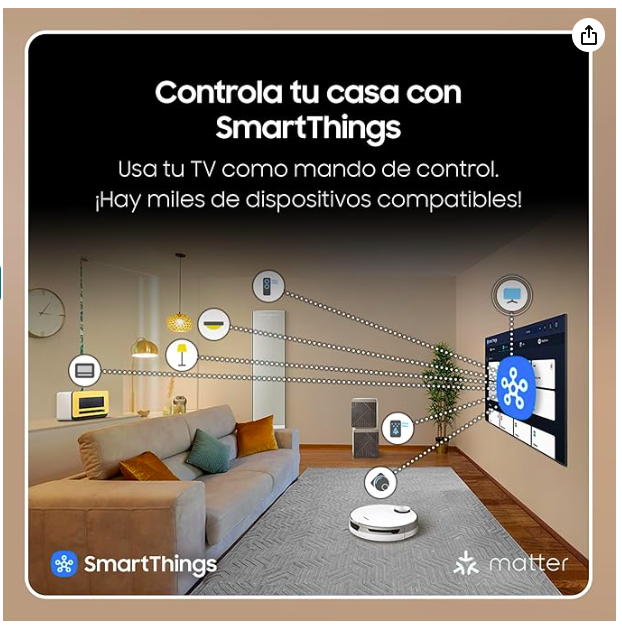 Controla tu casa con
SmartThings
Usa tu TV como mando de control.
¡Hay miles de dispositivos compatibles!
SmartThings
matter